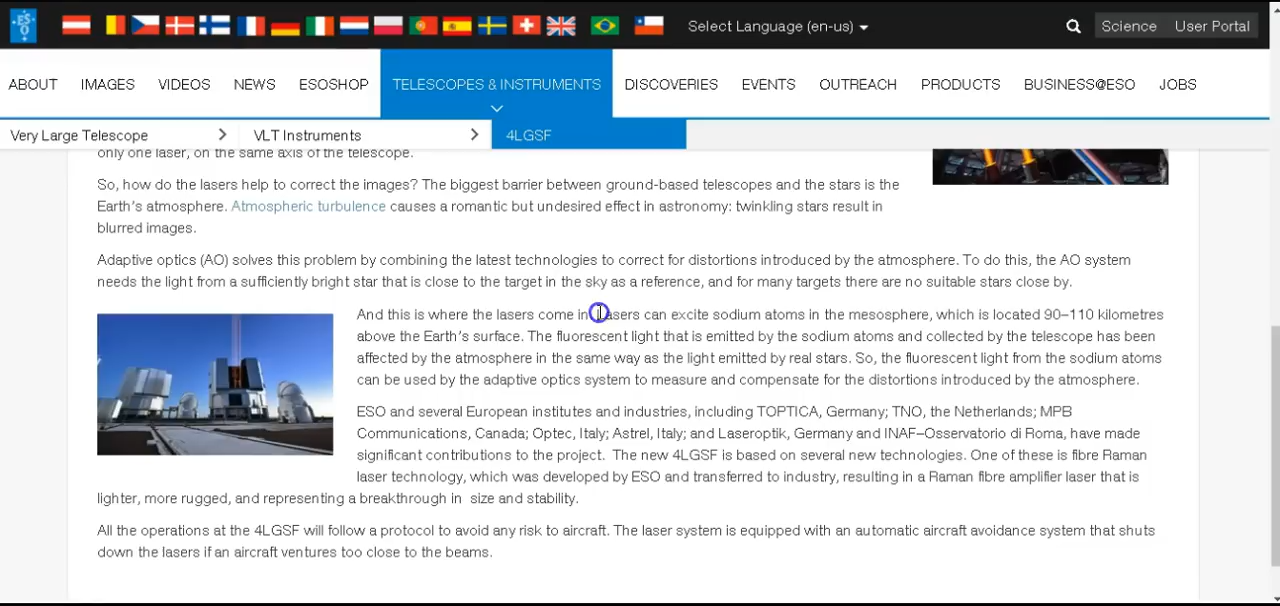 ESO
Select Language (en-us)
Science User Portal
ABOUT IMAGES VIDEOS NEWS ESOSHOP TELESCOPES & INSTRUMENTS DISCOVERIES EVENTS OUTREACH PRODUCTS BUSINESS@ESO JOBS
Very Large Telescope VLT Instruments 4LGSF
only one laser, on the same axis of the telescope.
So, how do the lasers help to correct the images? The biggest barrier between ground-based telescopes and the stars is the
Earth's atmosphere. Atmospheric turbulence causes a romantic but undesired effect in astronomy: twinkling stars result in
blurred images.
Adaptive optics (AO) solves this problem by combining the latest technologies to correct for distortions introduced by the atmosphere. To do this, the AO system
needs the light from a sufficiently bright star that is close to the target in the sky as a reference, and for many targets there are no suitable stars close by.
And this is where the lasers come in. Lasers can excite sodium atoms in the mesosphere, which is located 90–110 kilometres
above the Earth's surface. The fluorescent light that is emitted by the sodium atoms and collected by the telescope has been
affected by the atmosphere in the same way as the light emitted by real stars. So, the fluorescent light from the sodium atoms
can be used by the adaptive optics system to measure and compensate for the distortions introduced by the atmosphere.
ESO and several European institutes and industries, including TOPTICA, Germany; TNO, the Netherlands; MPB
Communications, Canada; Optec, Italy; Astrel, Italy; and Laseroptik, Germany and INAF–Osservatorio di Roma, have made
significant contributions to the project. The new 4LGSF is based on several new technologies. One of these is fibre Raman
laser technology, which was developed by ESO and transferred to industry, resulting in a Raman fibre amplifier laser that is
lighter, more rugged, and representing a breakthrough in size and stability.
All the operations at the 4LGSF will follow a protocol to avoid any risk to aircraft. The laser system is equipped with an automatic aircraft avoidance system that shuts
down the lasers if an aircraft ventures too close to the beams.